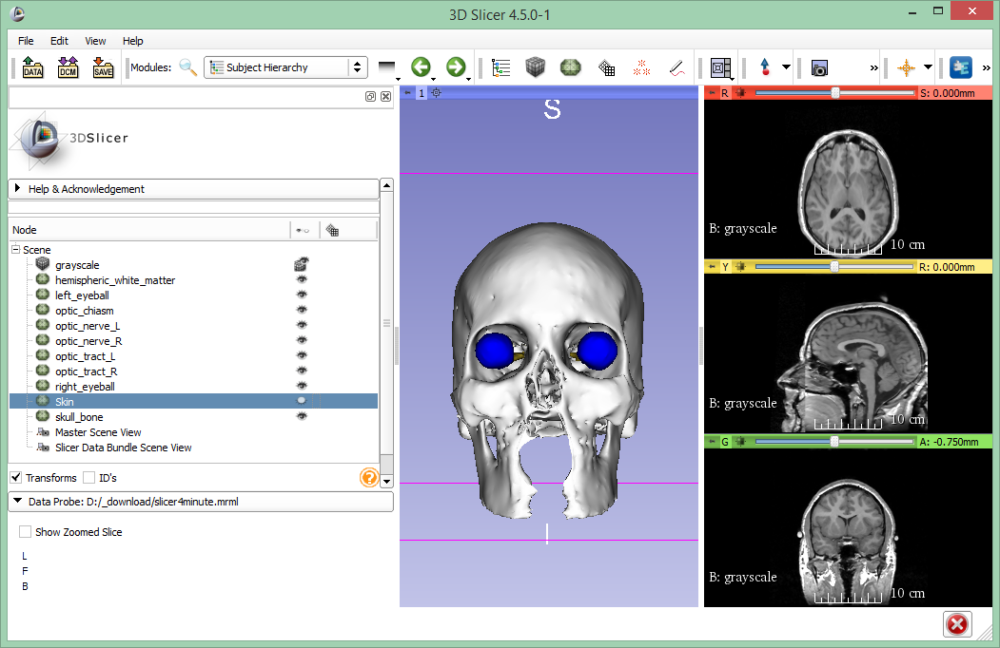 3D Slicer 4.5.0-1
File Edit View Help
DATA DCM SAVE Modules: Subject Hierarchy
3DSlicer
Help & Acknowledgement
Node
Scene
grayscale
hemispheric_white_matter
left_eyeball
optic_chiasm
optic_nerve_L
optic_nerve_R
optic_tract_L
optic_tract_R
right_eyeball
Skin
skull_bone
Master Scene View
Slicer Data Bundle Scene View
Transforms ID's
Data Probe: D:/_download/slicer4minute.mrml
Show Zoomed Slice
L
F
B
1
S
I
R S: 0.000mm
B: grayscale
10 cm
Y R: 0.000mm
B: grayscale
10 cm
G A: -0.750mm
B: grayscale
10 cm